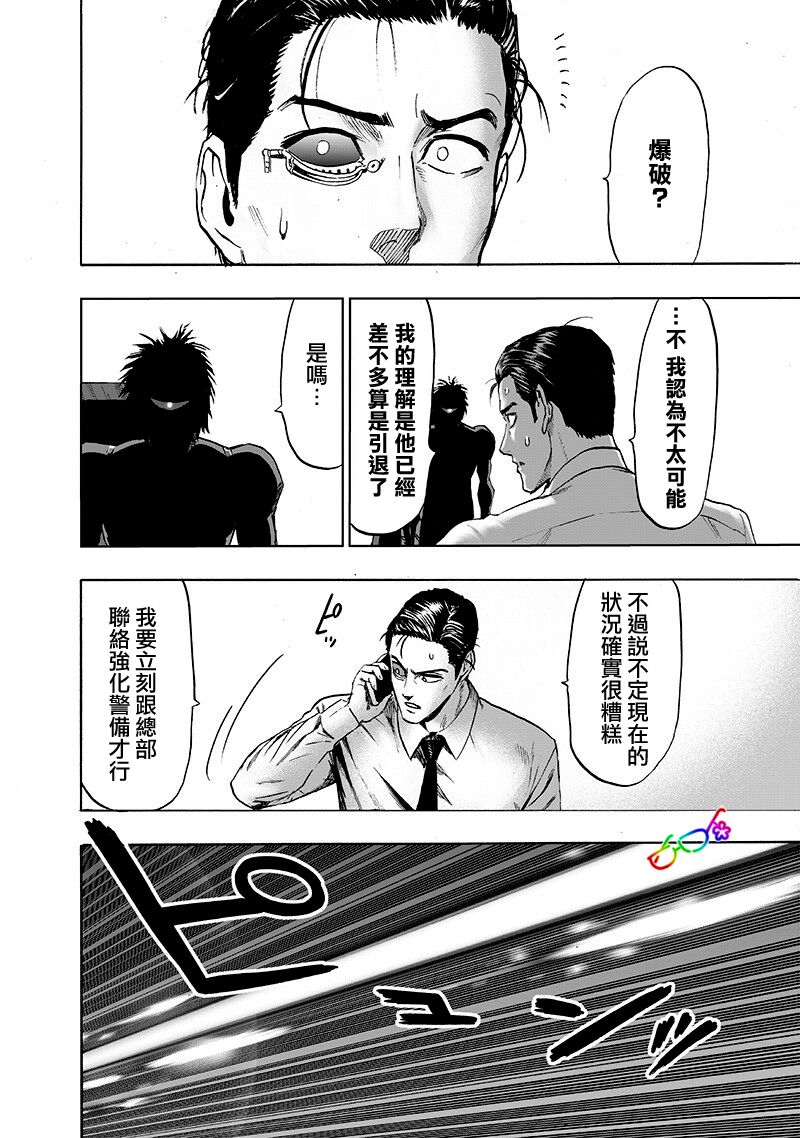 爆破？
…不 我認為不太可能
我的理解是他已經
差不多算是引退了
是嗎…
不過說不定現在的
狀況確實很糟糕
ピ
我要立刻跟總部
聯絡強化警備才行
ピュンッ